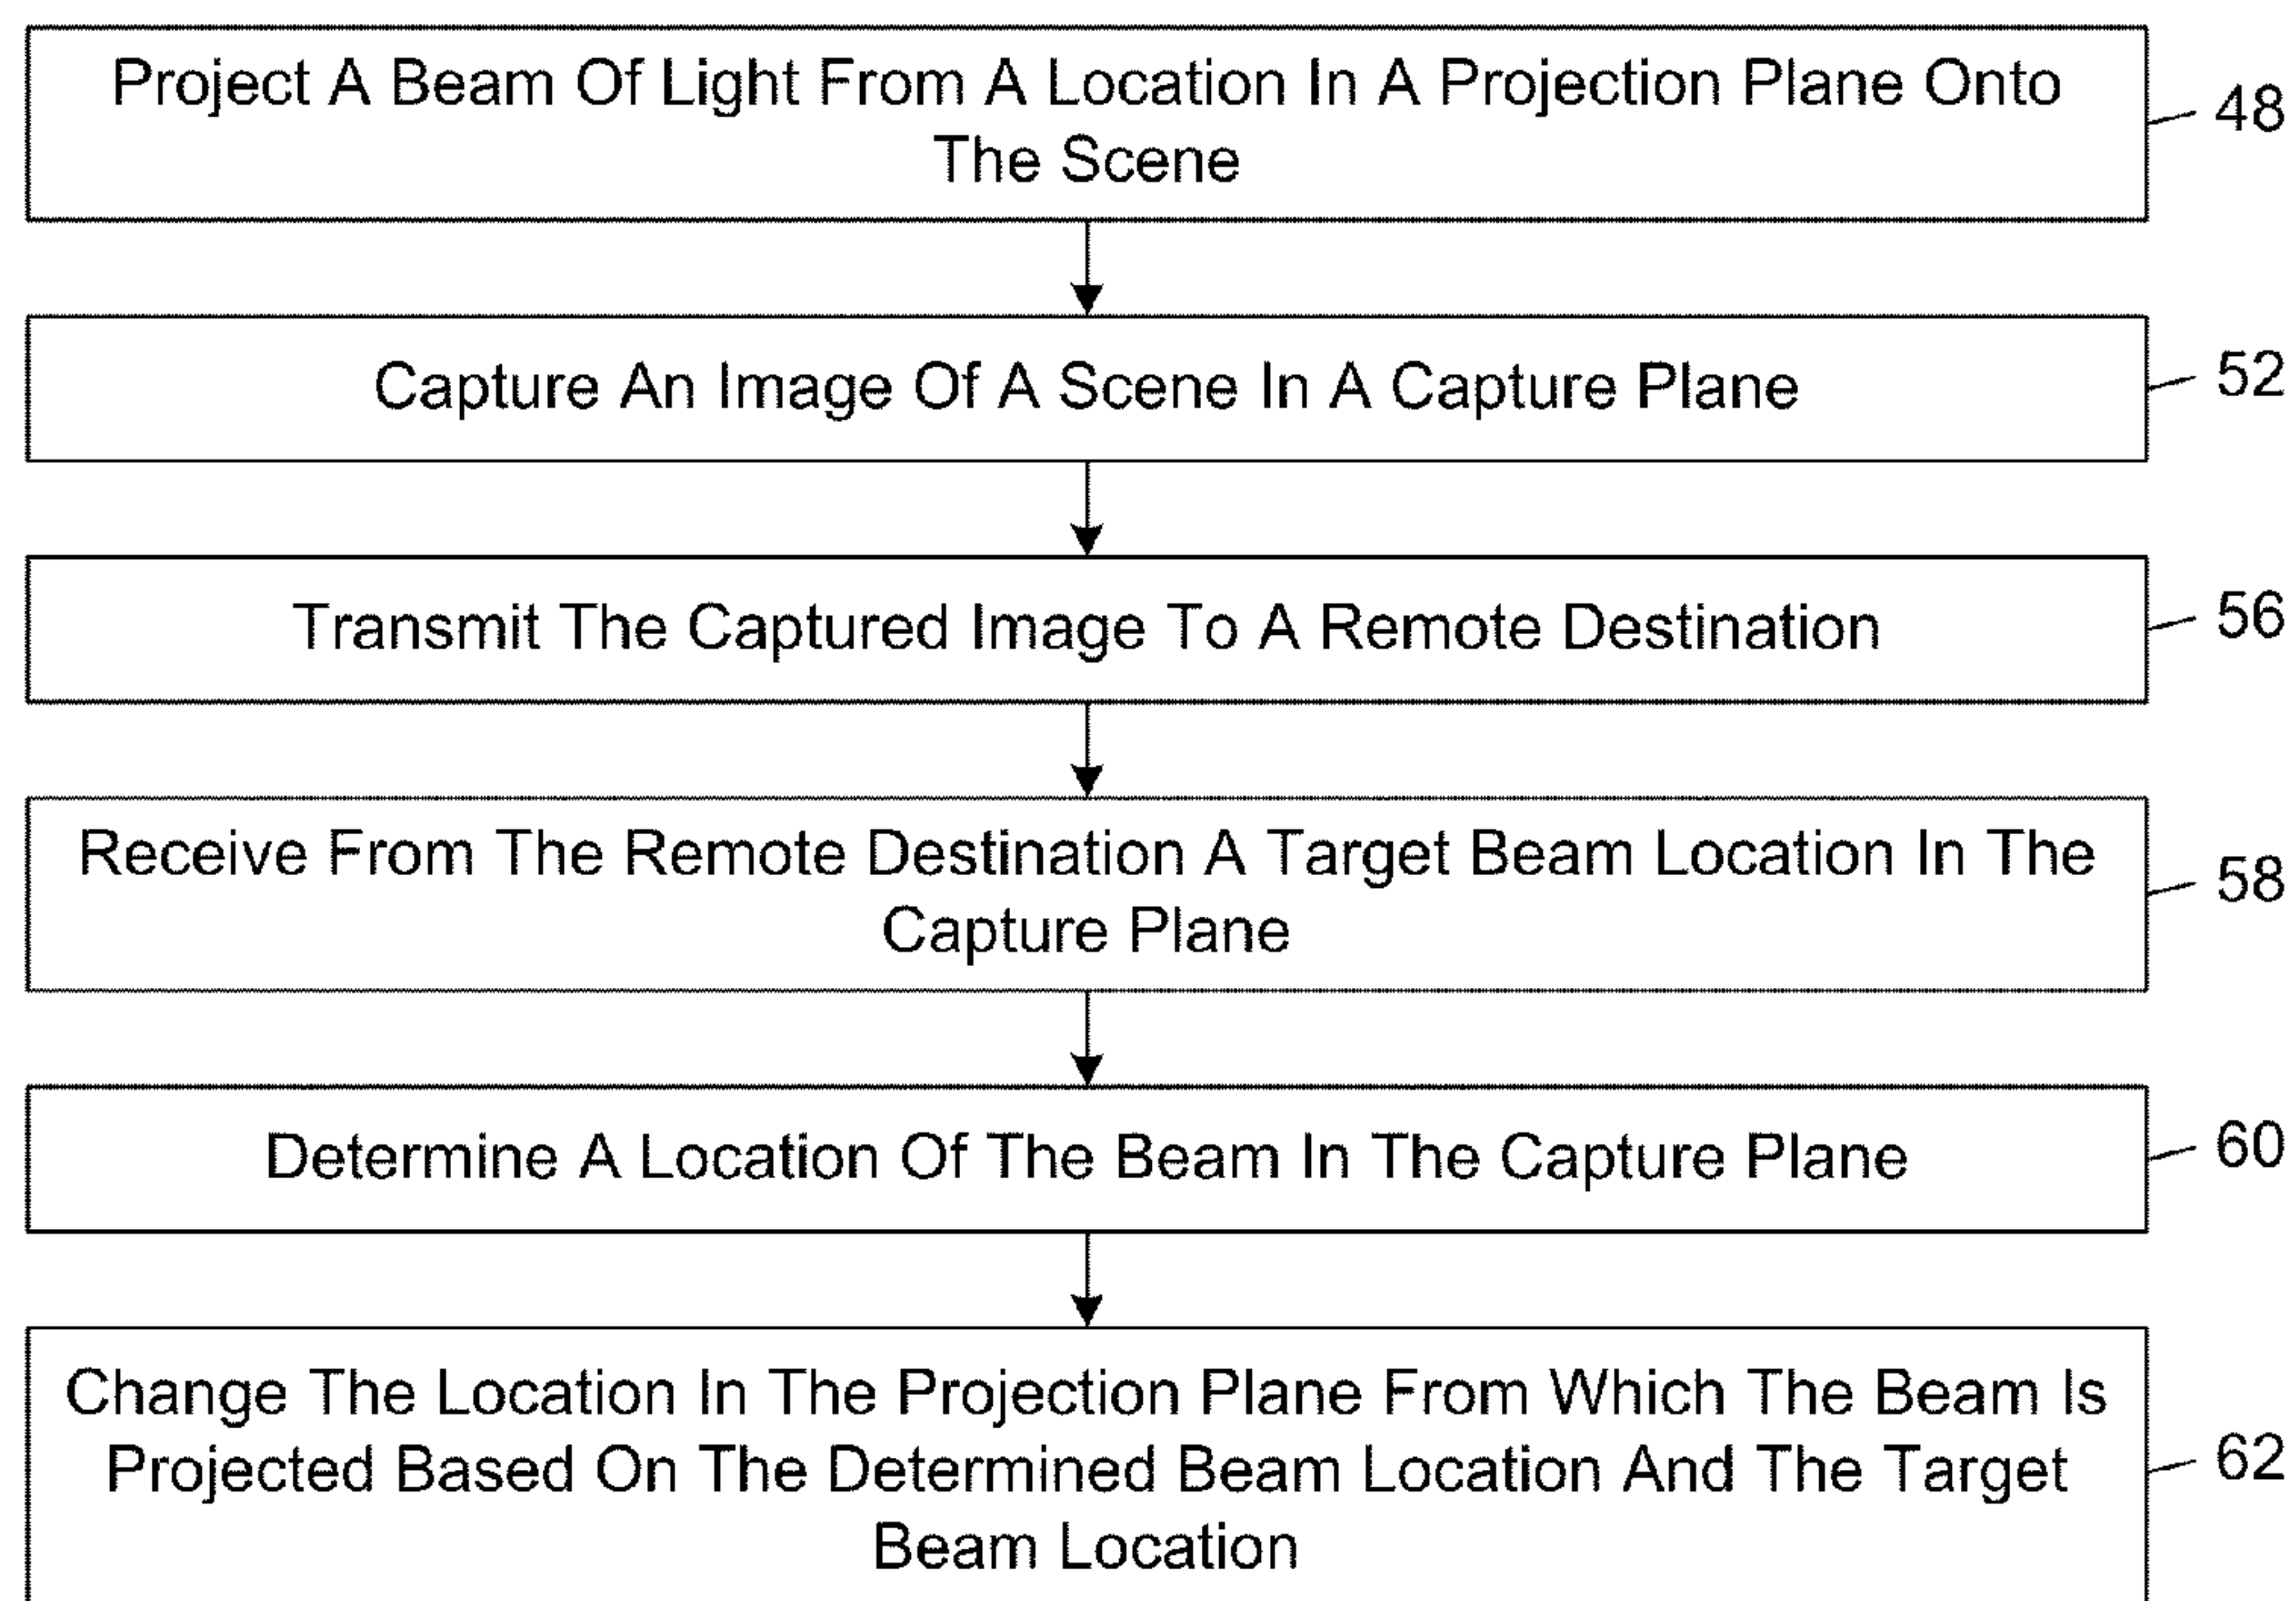 Project A Beam Of Light From A Location In A Projection Plane Onto
The Scene
48
Capture An Image Of A Scene In A Capture Plane
52
Transmit The Captured Image To A Remote Destination
56
Receive From The Remote Destination A Target Beam Location In The
Capture Plane
58
Determine A Location Of The Beam In The Capture Plane
60
Change The Location In The Projection Plane From Which The Beam Is
Projected Based On The Determined Beam Location And The Target
Beam Location
62